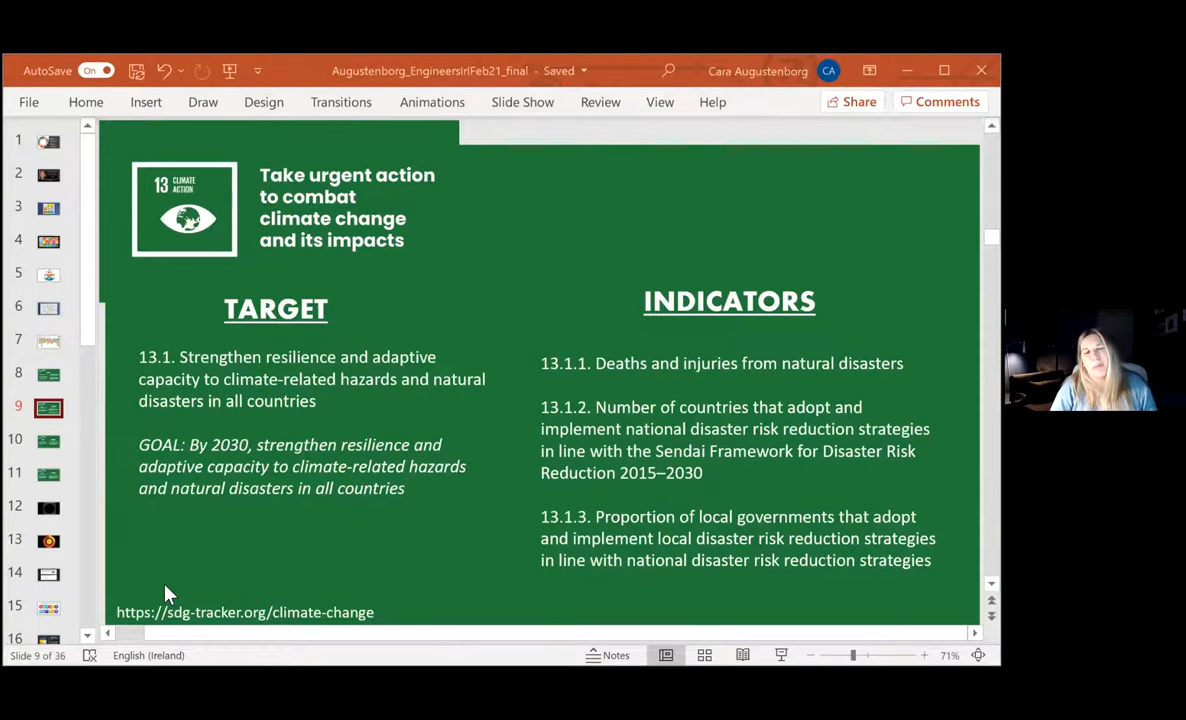 AutoSave On Augustenborg_EngineersIrlFeb21_final - Saved Cara Augustenborg CA
File Home Insert Draw Design Transitions Animations Slide Show Review View Help Share Comments
1
2
3
4
5
6
7
8
9
10
11
12
13
14
15
16
13 CLIMATE
ACTION
Take urgent action
to combat
climate change
and its impacts
TARGET
13.1. Strengthen resilience and adaptive
capacity to climate-related hazards and natural
disasters in all countries
GOAL: By 2030, strengthen resilience and
adaptive capacity to climate-related hazards
and natural disasters in all countries
https://sdg-tracker.org/climate-change
INDICATORS
13.1.1. Deaths and injuries from natural disasters
13.1.2. Number of countries that adopt and
implement national disaster risk reduction strategies
in line with the Sendai Framework for Disaster Risk
Reduction 2015–2030
13.1.3. Proportion of local governments that adopt
and implement local disaster risk reduction strategies
in line with national disaster risk reduction strategies
Slide 9 of 36 English (Ireland) Notes 71%